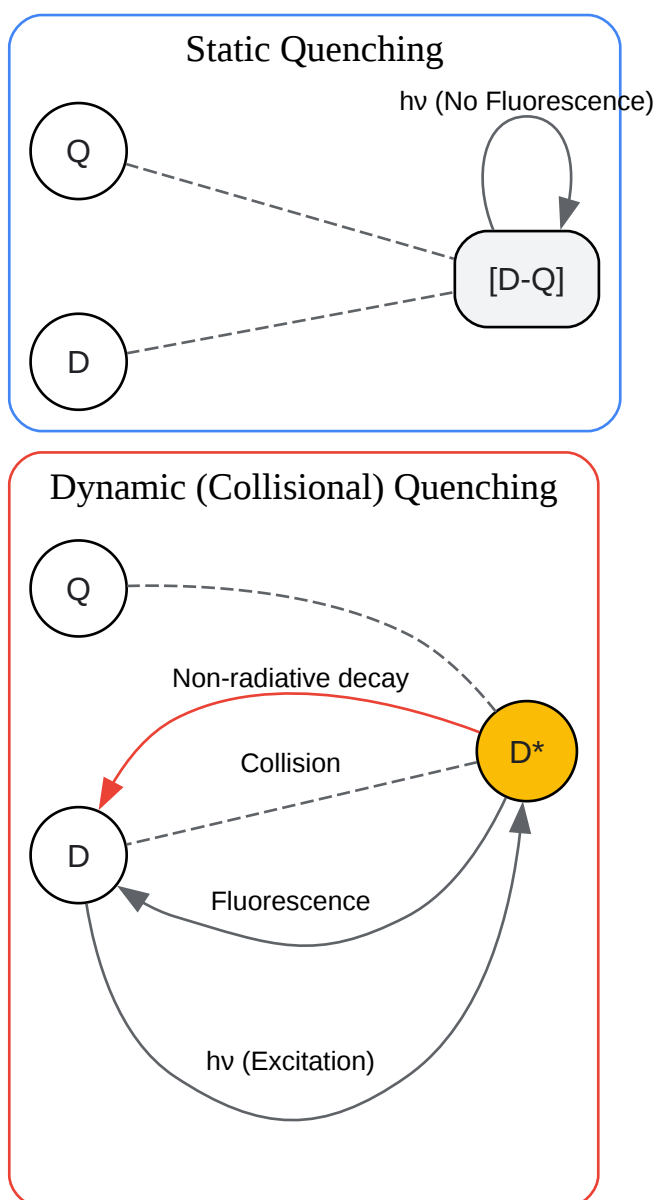 Static Quenching
hν (No Fluorescence)
Q
[D-Q]
D
Dynamic (Collisional) Quenching
Q
Non-radiative decay
D*
Collision
D
Fluorescence
hν (Excitation)